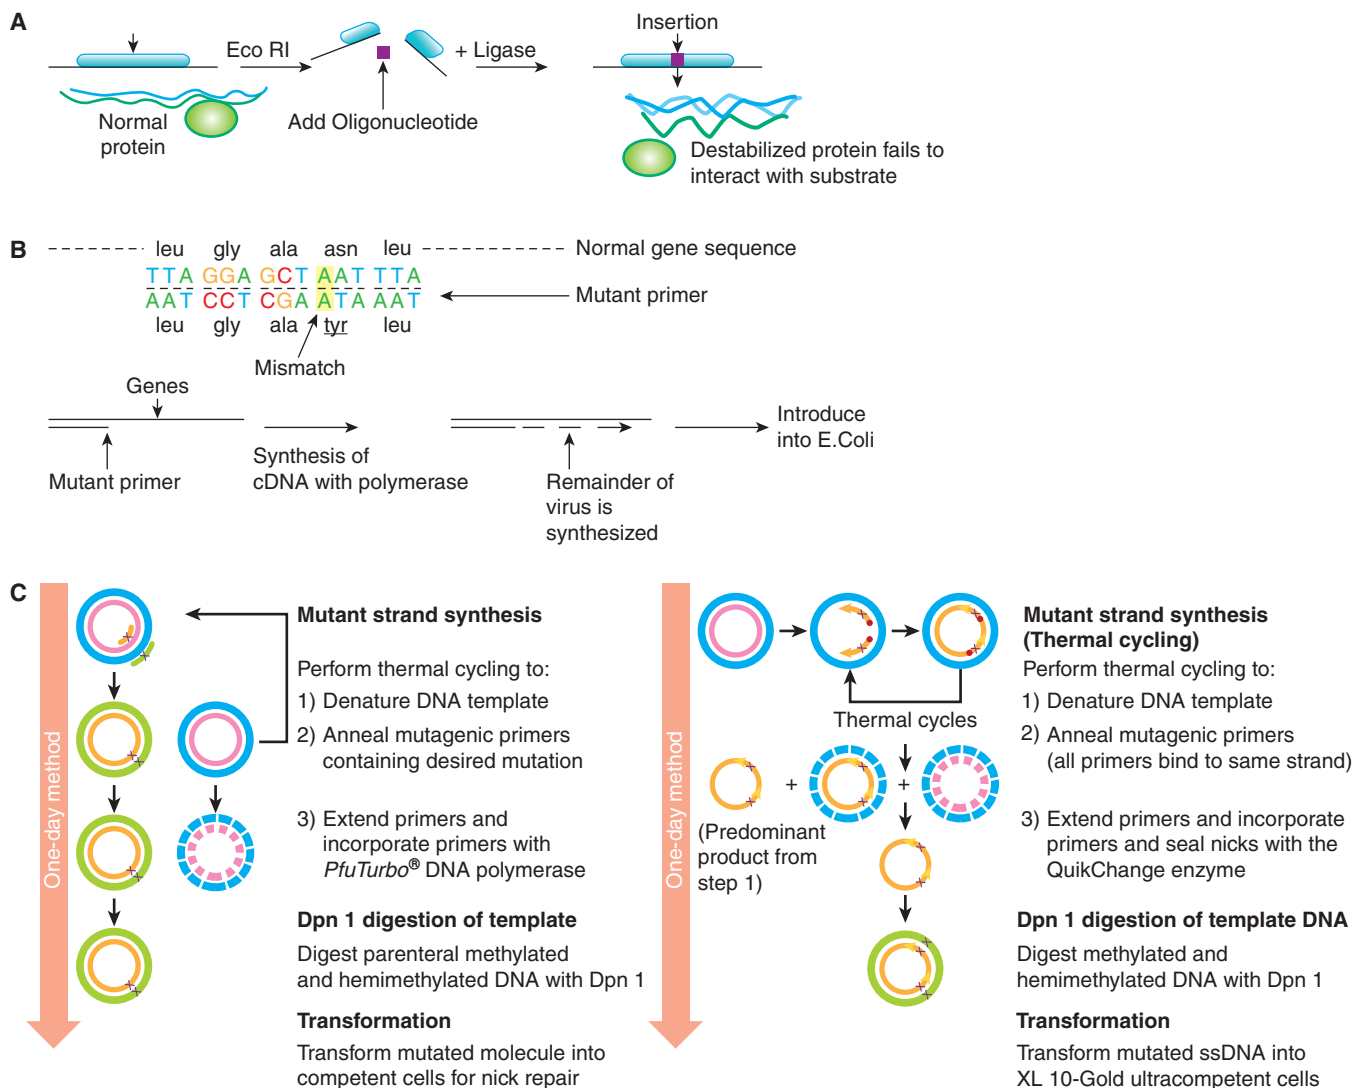 A
Insertion
Eco RI
+ Ligase
Normal
protein
Add Oligonucleotide
Destabilized protein fails to
interact with substrate
B
leu gly ala asn leu
Normal gene sequence
TTA GGA GCT AAT TTA
AAT CCT CGA ATA AAT
Mutant primer
leu gly ala tyr leu
Mismatch
Genes
Introduce
into E.Coli
Mutant primer
Synthesis of
cDNA with polymerase
Remainder of
virus is
synthesized
C
One-day method
Mutant strand synthesis
Perform thermal cycling to:
1) Denature DNA template
2) Anneal mutagenic primers
containing desired mutation
3) Extend primers and
incorporate primers with
PfuTurbo® DNA polymerase
Dpn 1 digestion of template
Digest parenteral methylated
and hemimethylated DNA with Dpn 1
Transformation
Transform mutated molecule into
competent cells for nick repair
One-day method
Thermal cycles
+ +
(Predominant
product from
step 1)
Mutant strand synthesis
(Thermal cycling)
Perform thermal cycling to:
1) Denature DNA template
2) Anneal mutagenic primers
(all primers bind to same strand)
3) Extend primers and incorporate
primers and seal nicks with the
QuikChange enzyme
Dpn 1 digestion of template DNA
Digest methylated and
hemimethylated DNA with Dpn 1
Transformation
Transform mutated ssDNA into
XL 10-Gold ultracompetent cells